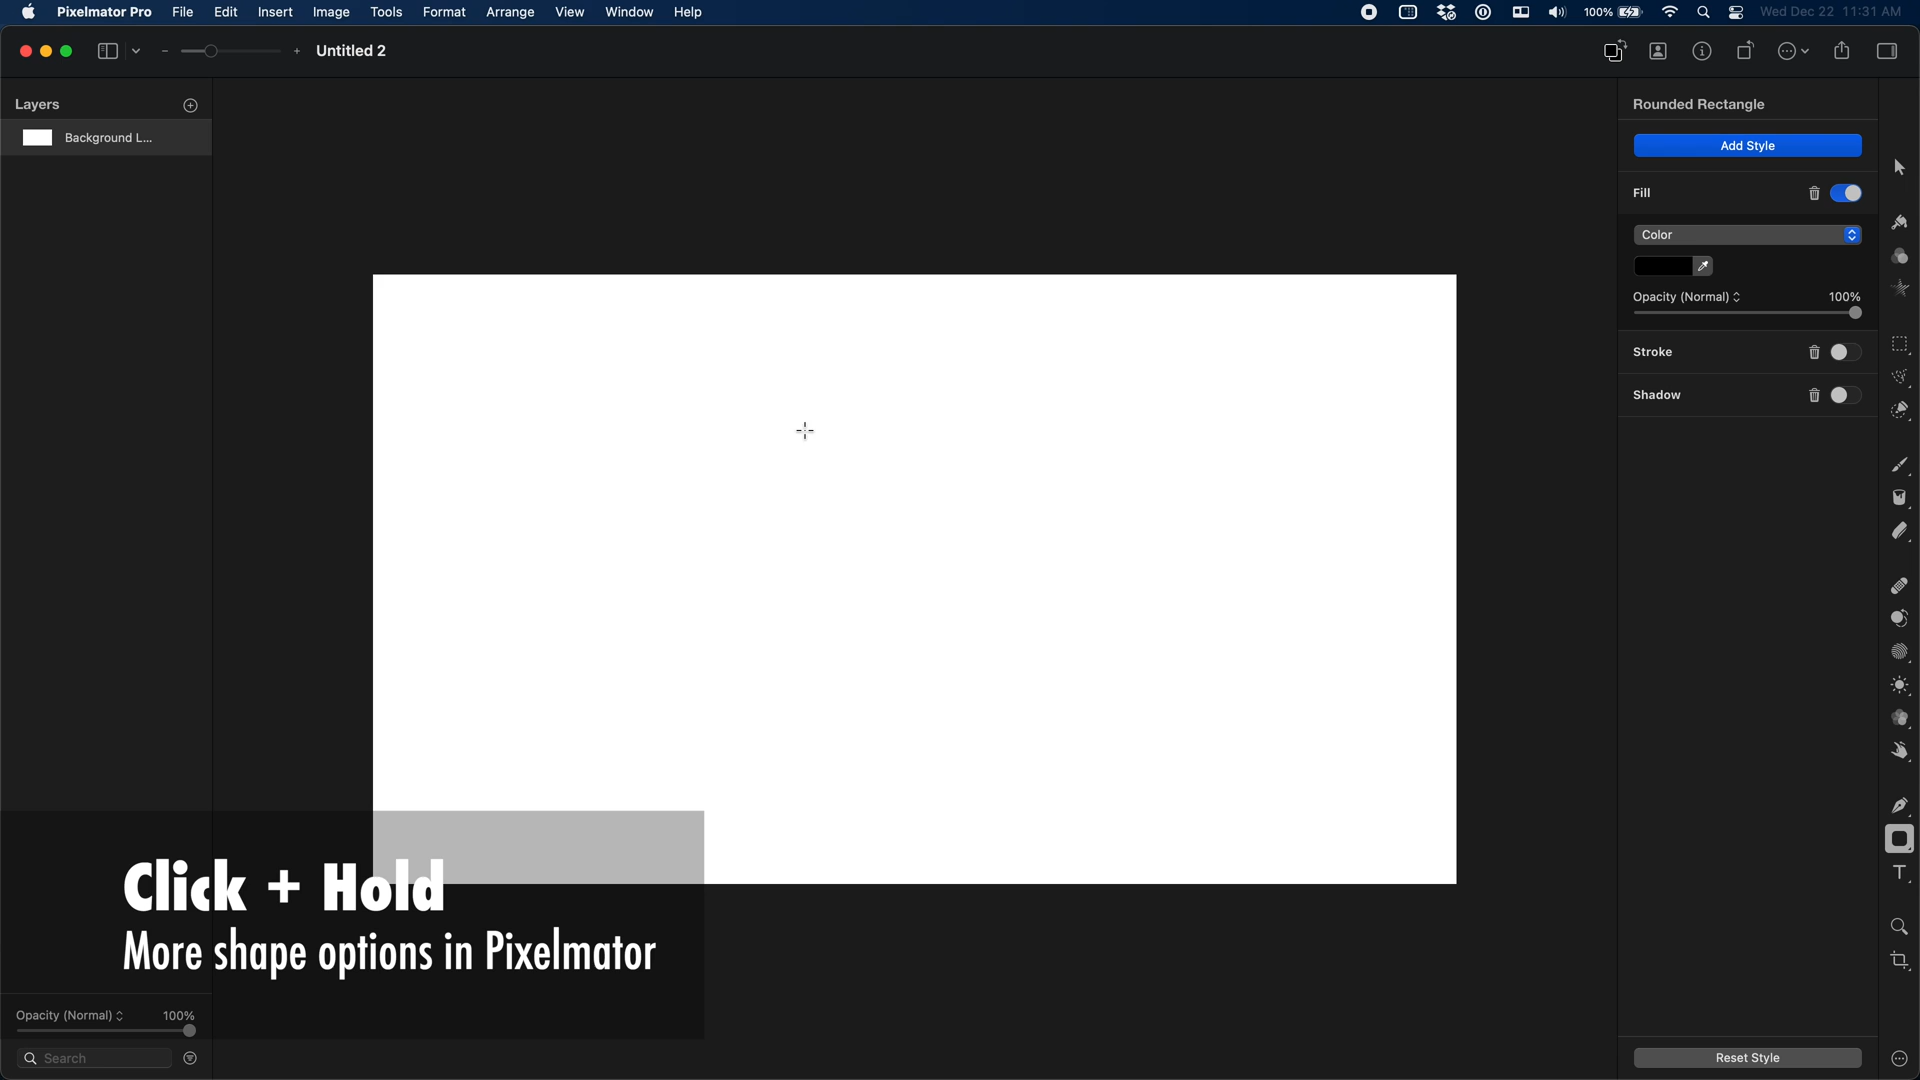 Pixelmator Pro File Edit Insert Image Tools Format Arrange View Window Help 100% Wed Dec 22 11:31 AM
Untitled 2
Layers
Background L...
Rounded Rectangle
Add Style
Fill
Color
Opacity (Normal) 100%
Stroke
Shadow
Click + Hold
More shape options in Pixelmator
Opacity (Normal) 100%
Search
Reset Style